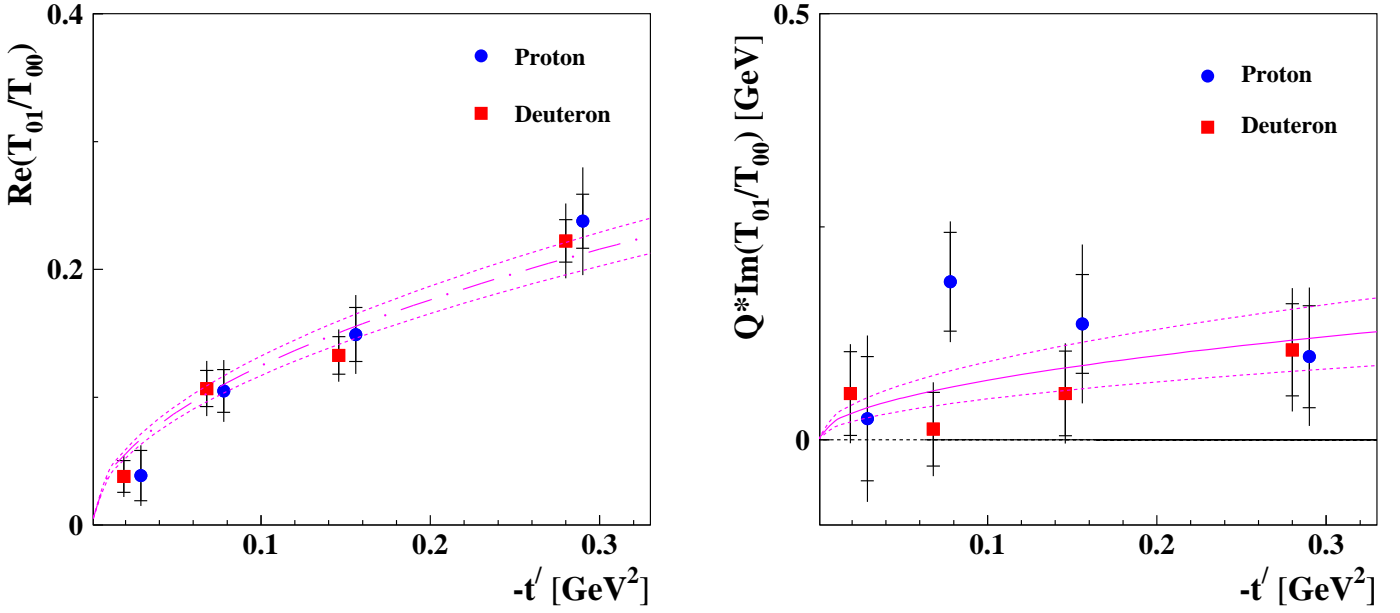 Re(T01/T00)
0.4
0.2
0
Proton
Deuteron
0.1
0.2
0.3
-t′ [GeV²]
Q*Im(T01/T00) [GeV]
0.5
0
Proton
Deuteron
0.1
0.2
0.3
-t′ [GeV²]